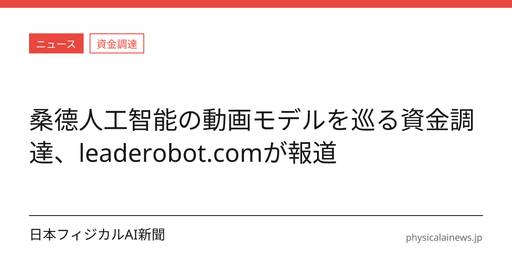 ニュース 資金調達
桑德人工智能の動画モデルを巡る資金調
達、leaderobot.comが報道
日本フィジカルAI新聞
physicalainews.jp